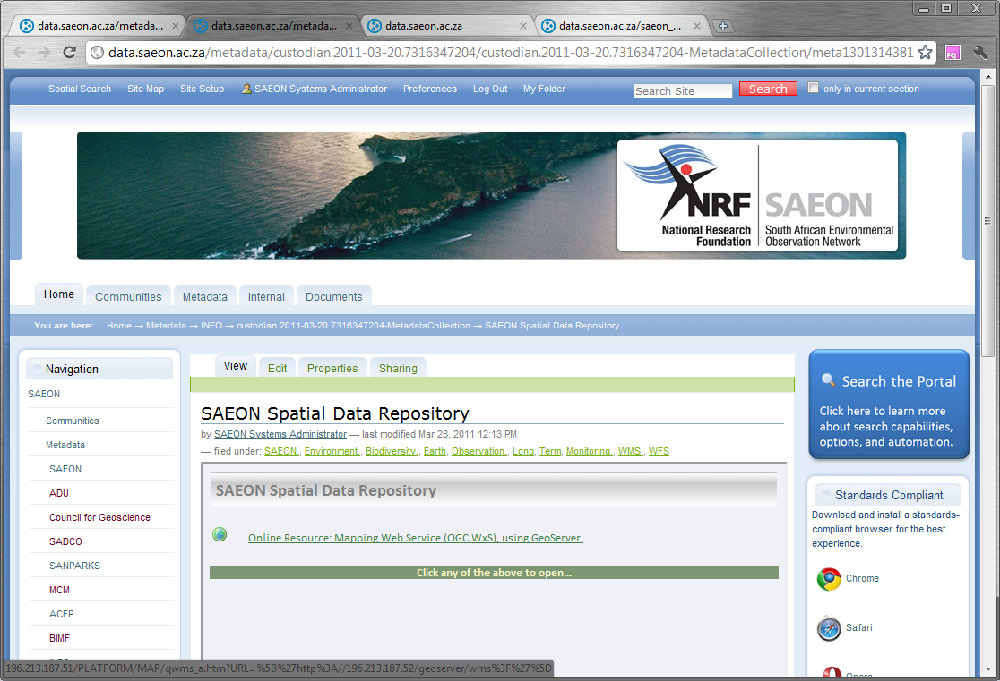 data.saeon.ac.za/metada...
data.saeon.ac.za/metada...
data.saeon.ac.za
data.saeon.ac.za/saeon_...
data.saeon.ac.za/metadata/custodian.2011-03-20.7316347204/custodian.2011-03-20.7316347204-MetadataCollection/meta1301314381
FQ
Spatial Search Site Map Site Setup SAEON Systems Administrator Preferences Log Out My Folder
Search Site
Search
only in current section
NRF
National Research
Foundation
SAEON
South African Environmental
Observation Network
Home Communities Metadata Internal Documents
You are here: Home → Metadata → INFO → custodian.2011-03-20.7316347204-MetadataCollection → SAEON Spatial Data Repository
Navigation
SAEON
Communities
Metadata
SAEON
ADU
Council for Geoscience
SADCO
SANPARKS
MCM
ACEP
BIMF
View Edit Properties Sharing
SAEON Spatial Data Repository
by SAEON Systems Administrator — last modified Mar 28, 2011 12:13 PM
— filed under: SAEON,, Environment,, Biodiversity,, Earth, Observation,, Long, Term, Monitoring,, WMS,, WFS
SAEON Spatial Data Repository
Online Resource: Mapping Web Service (OGC WxS), using GeoServer.
Click any of the above to open...
Search the Portal
Click here to learn more
about search capabilities,
options, and automation.
Standards Compliant
Download and install a standards-
compliant browser for the best
experience.
Chrome
Safari
Opera
196.213.187.51/PLATFORM/MAP/qwms_a.htm?URL=%5B%27http%3A//196.213.187.52/geoserver/wms%3F%27%5D